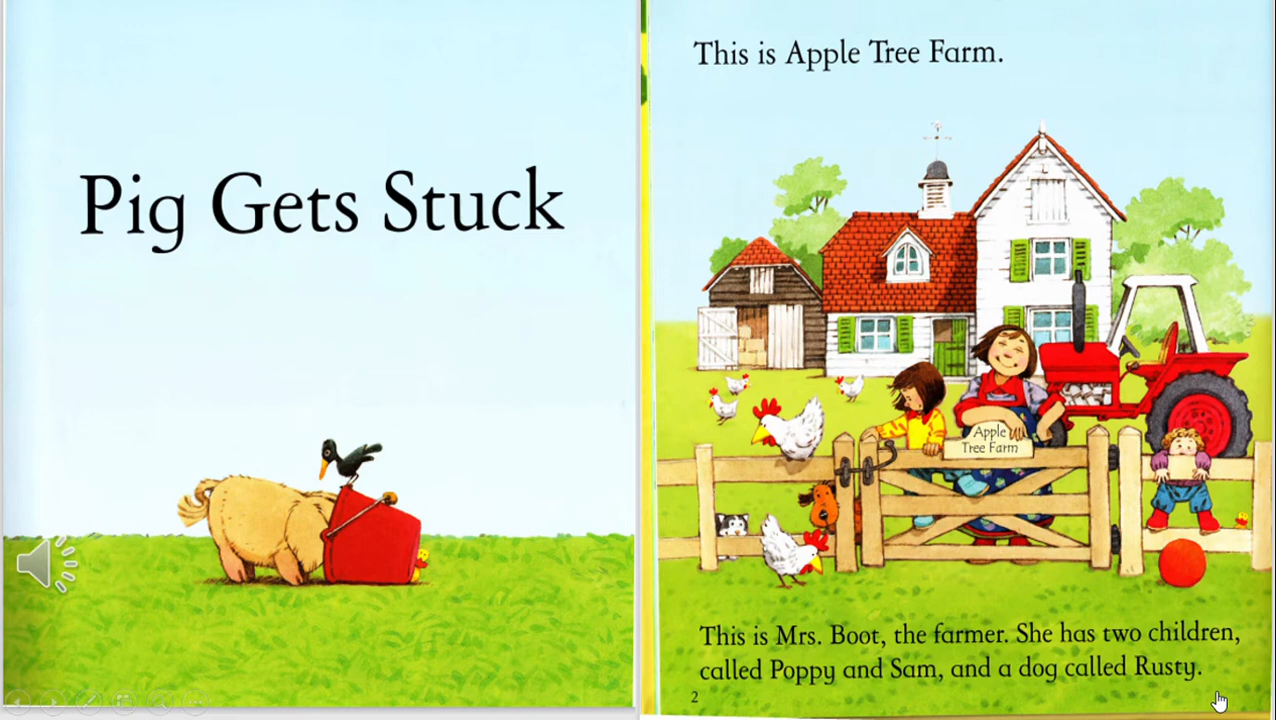 Pig Gets Stuck
This is Apple Tree Farm.
Apple
Tree Farm
This is Mrs. Boot, the farmer. She has two children,
called Poppy and Sam, and a dog called Rusty.
2